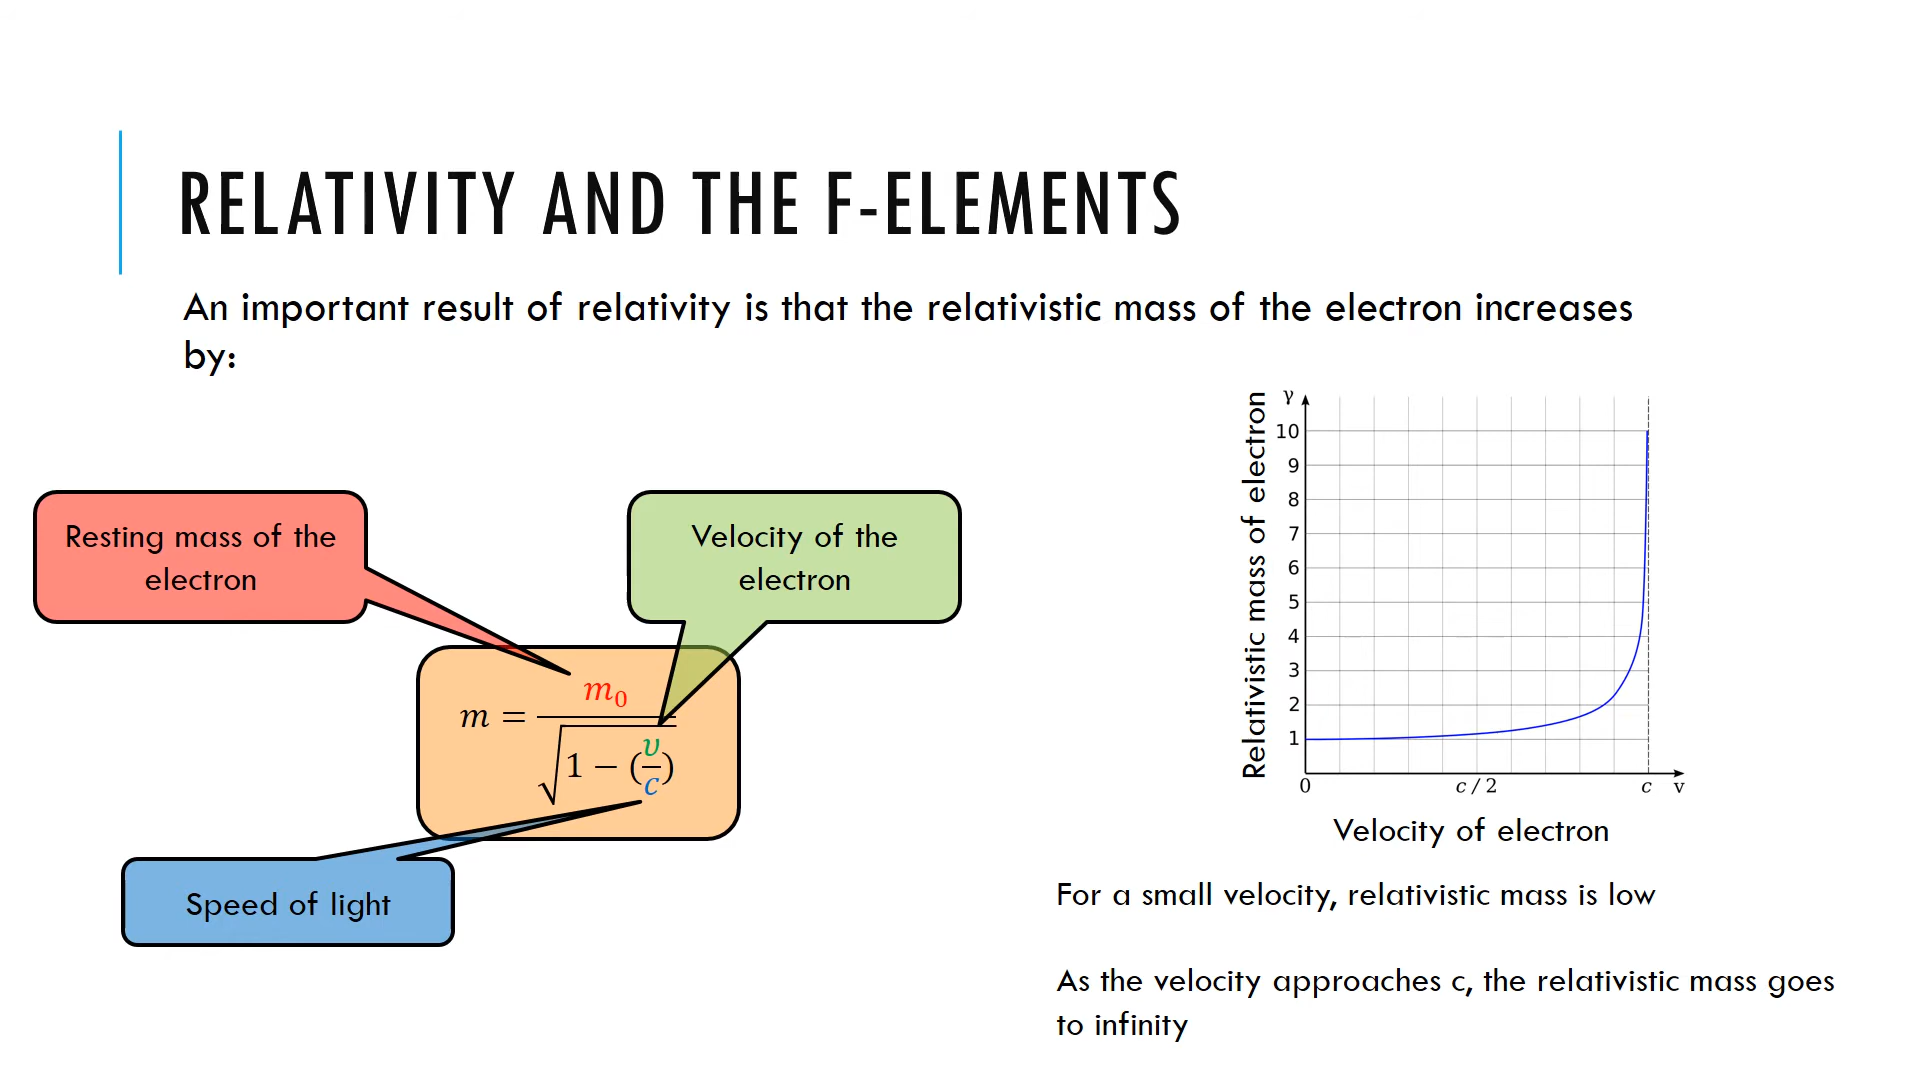 RELATIVITY AND THE F-ELEMENTS
An important result of relativity is that the relativistic mass of the electron increases
by:
Resting mass of the
electron
Velocity of the
electron
m = m₀ / √(1 − (υ/c))
Speed of light
Relativistic mass of electron
γ
10
9
8
7
6
5
4
3
2
1
0 c / 2 c v
Velocity of electron
For a small velocity, relativistic mass is low
As the velocity approaches c, the relativistic mass goes
to infinity